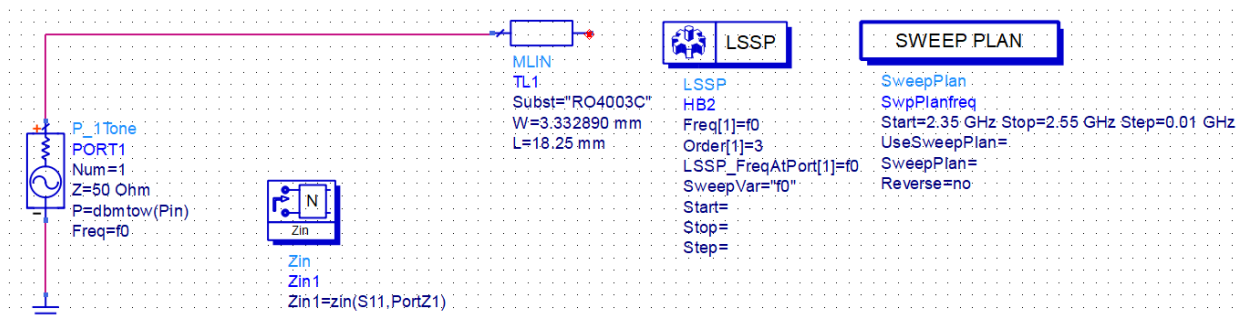 MLIN
TL1
Subst="RO4003C"
W=3.332890 mm
L=18.25 mm
LSSP
LSSP
HB2
Freq[1]=f0
Order[1]=3
LSSP_FreqAtPort[1]=f0
SweepVar="f0"
Start=
Stop=
Step=
SWEEP PLAN
SweepPlan
SwpPlanfreq
Start=2.35 GHz Stop=2.55 GHz Step=0.01 GHz
UseSweepPlan=
SweepPlan=
Reverse=no
+
P_1Tone
PORT1
Num=1
Z=50 Ohm
P=dbmtow(Pin)
Freq=f0
-
N
Zin
Zin
Zin1
Zin1=zin(S11,PortZ1)